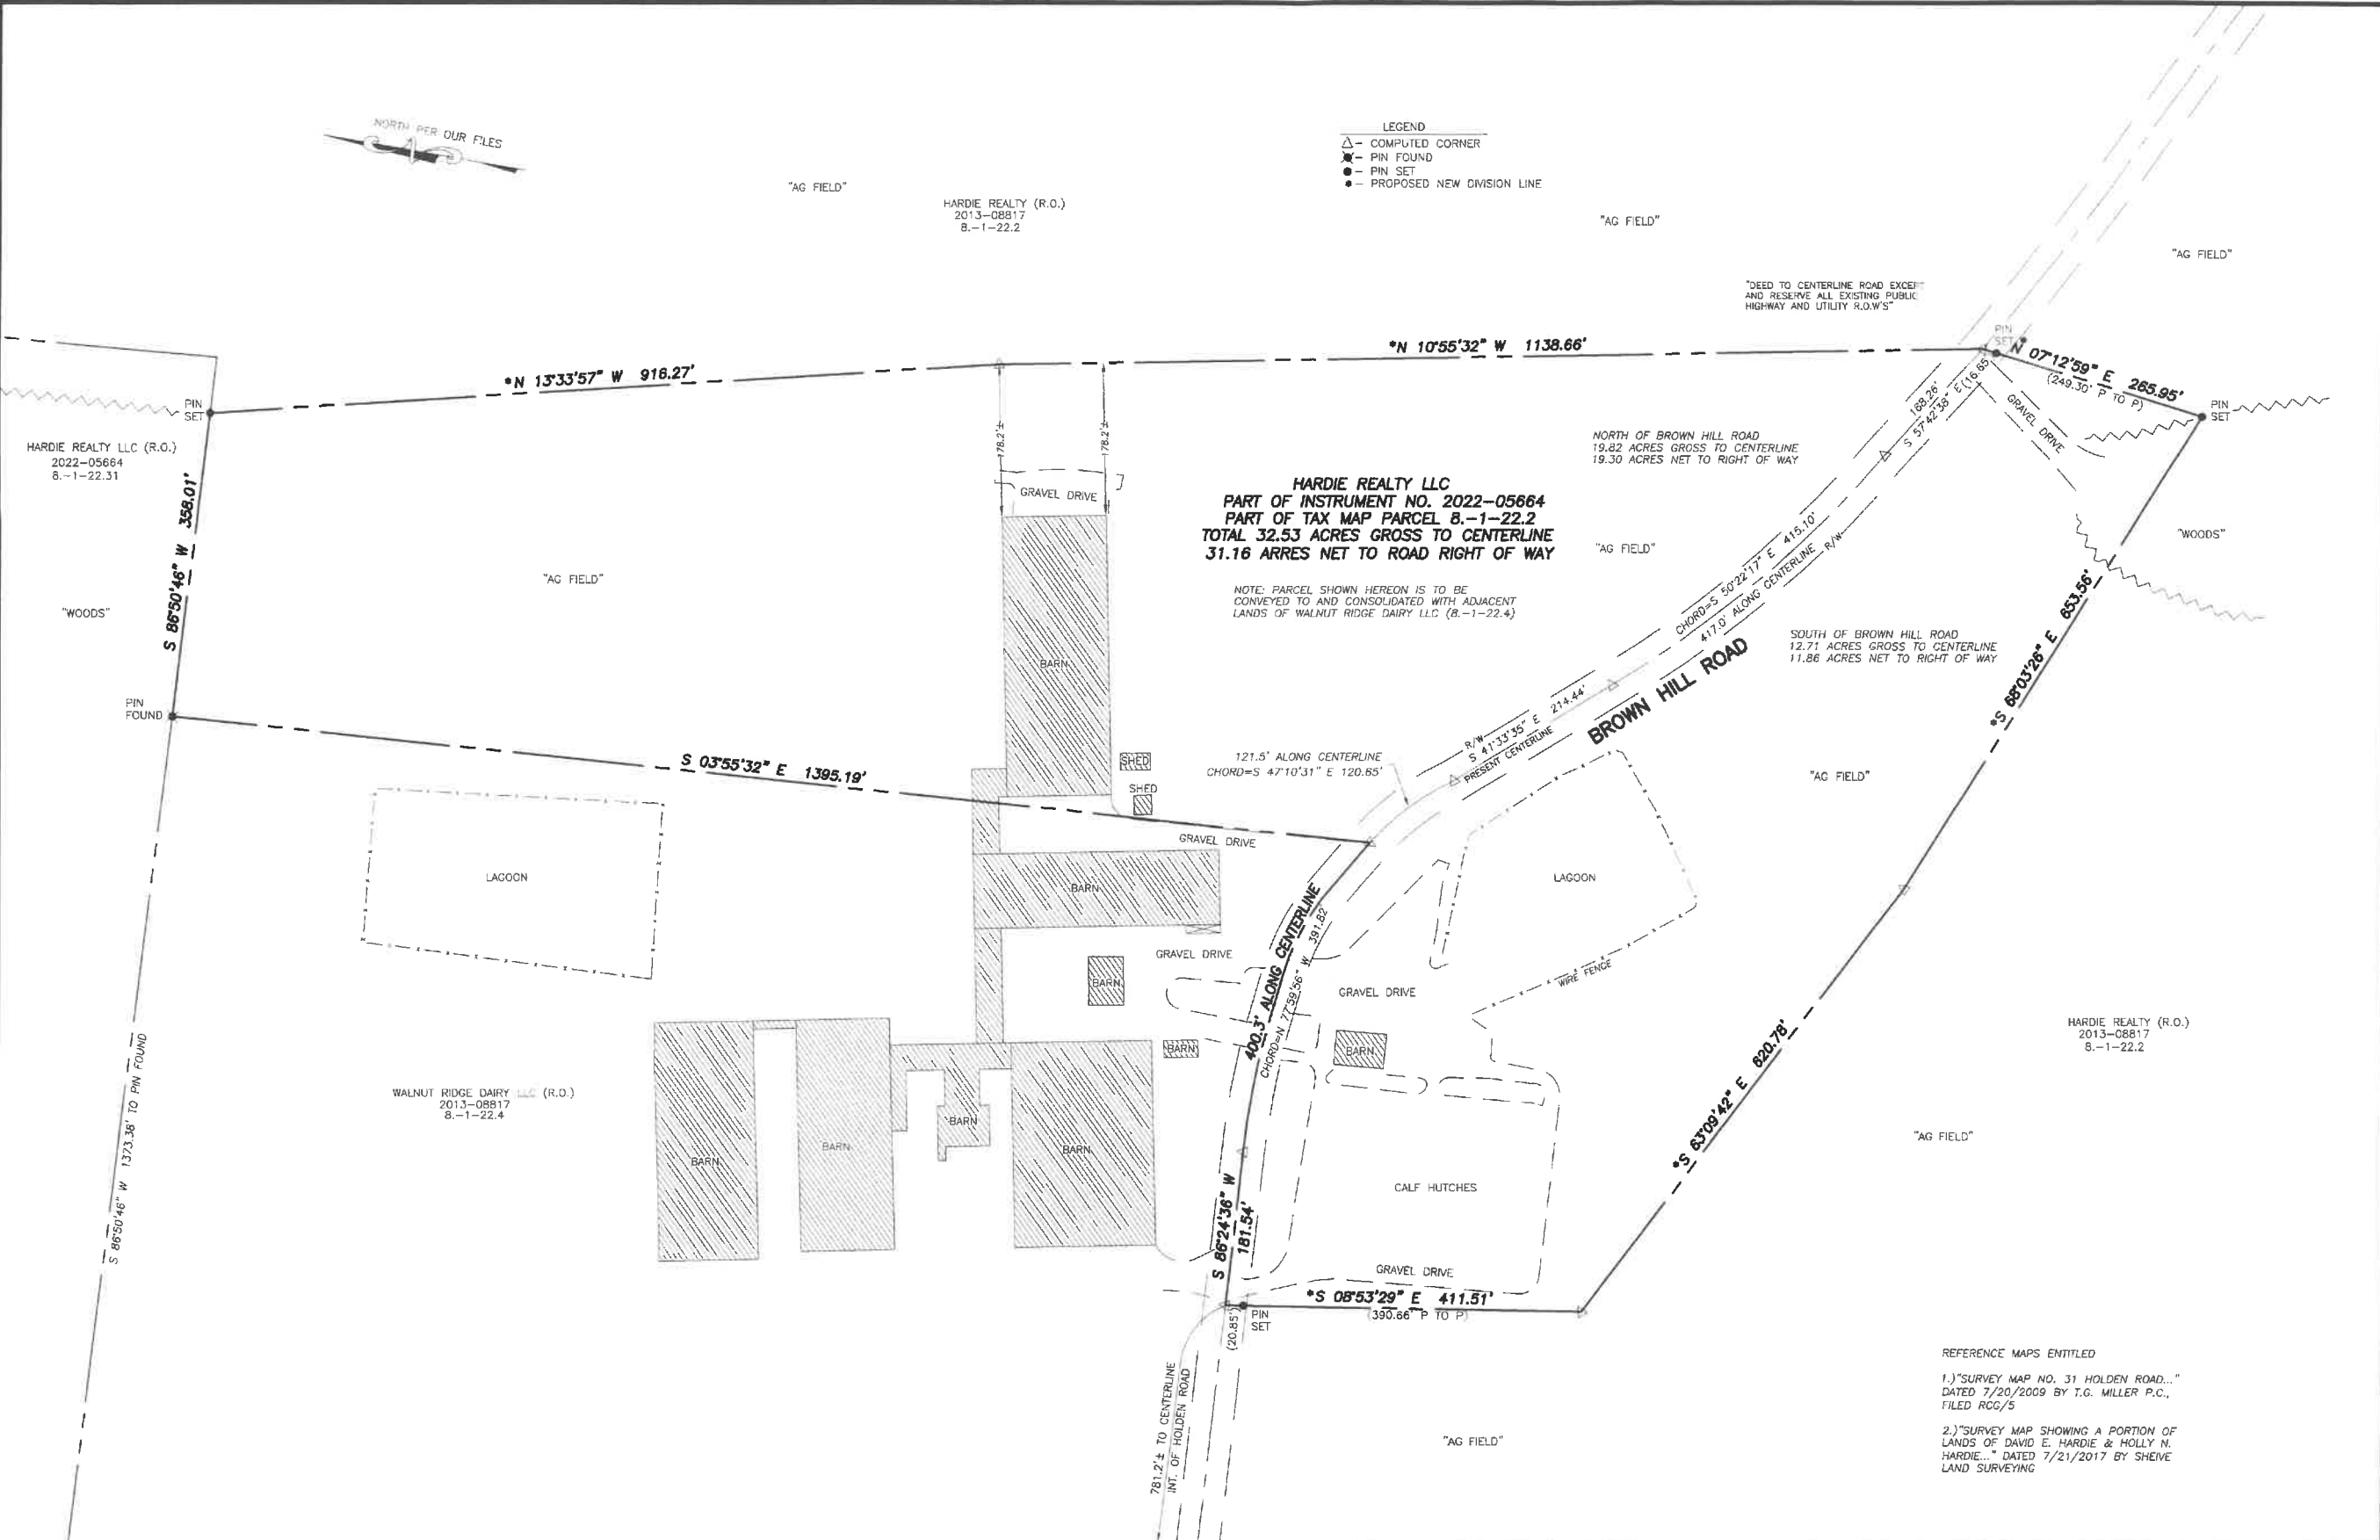 NORTH PER OUR FILES
LEGEND
△– COMPUTED CORNER
– PIN FOUND
●– PIN SET
– PROPOSED NEW DIVISION LINE
"AG FIELD"
HARDIE REALTY (R.O.)
2013-08817
8.-1-22.2
"AG FIELD"
"AG FIELD"
"DEED TO CENTERLINE ROAD EXCEPT
AND RESERVE ALL EXISTING PUBLIC
HIGHWAY AND UTILITY R.O.W'S"
PIN
SET
*N 10°55'32" W 1138.66'
*N 13°33'57" W 916.27'
*N 07°12'59" E 265.95'
(249.30' P TO P)
PIN
SET
PIN
SET
HARDIE REALTY LLC (R.O.)
2022-05664
8.-1-22.31
S 86°50'46" W 358.01'
"WOODS"
178.2'±
178.2'±
GRAVEL DRIVE
168.26'
S 57°42'38" E
(16.65')
GRAVEL DRIVE
NORTH OF BROWN HILL ROAD
19.82 ACRES GROSS TO CENTERLINE
19.30 ACRES NET TO RIGHT OF WAY
HARDIE REALTY LLC
PART OF INSTRUMENT NO. 2022-05664
PART OF TAX MAP PARCEL 8.-1-22.2
TOTAL 32.53 ACRES GROSS TO CENTERLINE
31.16 ARRES NET TO ROAD RIGHT OF WAY
"AG FIELD"
"WOODS"
"AG FIELD"
NOTE: PARCEL SHOWN HEREON IS TO BE
CONVEYED TO AND CONSOLIDATED WITH ADJACENT
LANDS OF WALNUT RIDGE DAIRY LLC (8.-1-22.4)
CHORD=S 50°22'17" E 415.10'
417.0' ALONG CENTERLINE
R/W
SOUTH OF BROWN HILL ROAD
12.71 ACRES GROSS TO CENTERLINE
11.86 ACRES NET TO RIGHT OF WAY
*S 68°03'26" E 653.56'
BARN
BROWN HILL ROAD
PIN
FOUND
S 03°55'32" E 1395.19'
SHED
SHED
121.5' ALONG CENTERLINE
CHORD=S 47°10'31" E 120.65'
R/W
S 41°33'35" E 214.44'
PRESENT CENTERLINE
"AG FIELD"
GRAVEL DRIVE
LAGOON
BARN
LAGOON
400.3' ALONG CENTERLINE
CHORD=N 77°59'56" W 391.82'
GRAVEL DRIVE
BARN
WIRE FENCE
GRAVEL DRIVE
BARN
BARN
HARDIE REALTY (R.O.)
2013-08817
8.-1-22.2
*S 63°09'42" E 620.78'
WALNUT RIDGE DAIRY LLC (R.O.)
2013-08817
8.-1-22.4
BARN
BARN
BARN
BARN
"AG FIELD"
CALF HUTCHES
S 86°24'36" W
181.54'
S 86°50'46" W 1373.38' TO PIN FOUND
GRAVEL DRIVE
*S 08°53'29" E 411.51'
(390.66' P TO P)
PIN
SET
(20.85')
781.2'± TO CENTERLINE
INT. OF HOLDEN ROAD
"AG FIELD"
REFERENCE MAPS ENTITLED
1.)"SURVEY MAP NO. 31 HOLDEN ROAD..."
DATED 7/20/2009 BY T.G. MILLER P.C.,
FILED RCG/5
2.)"SURVEY MAP SHOWING A PORTION OF
LANDS OF DAVID E. HARDIE & HOLLY N.
HARDIE..." DATED 7/21/2017 BY SHEIVE
LAND SURVEYING